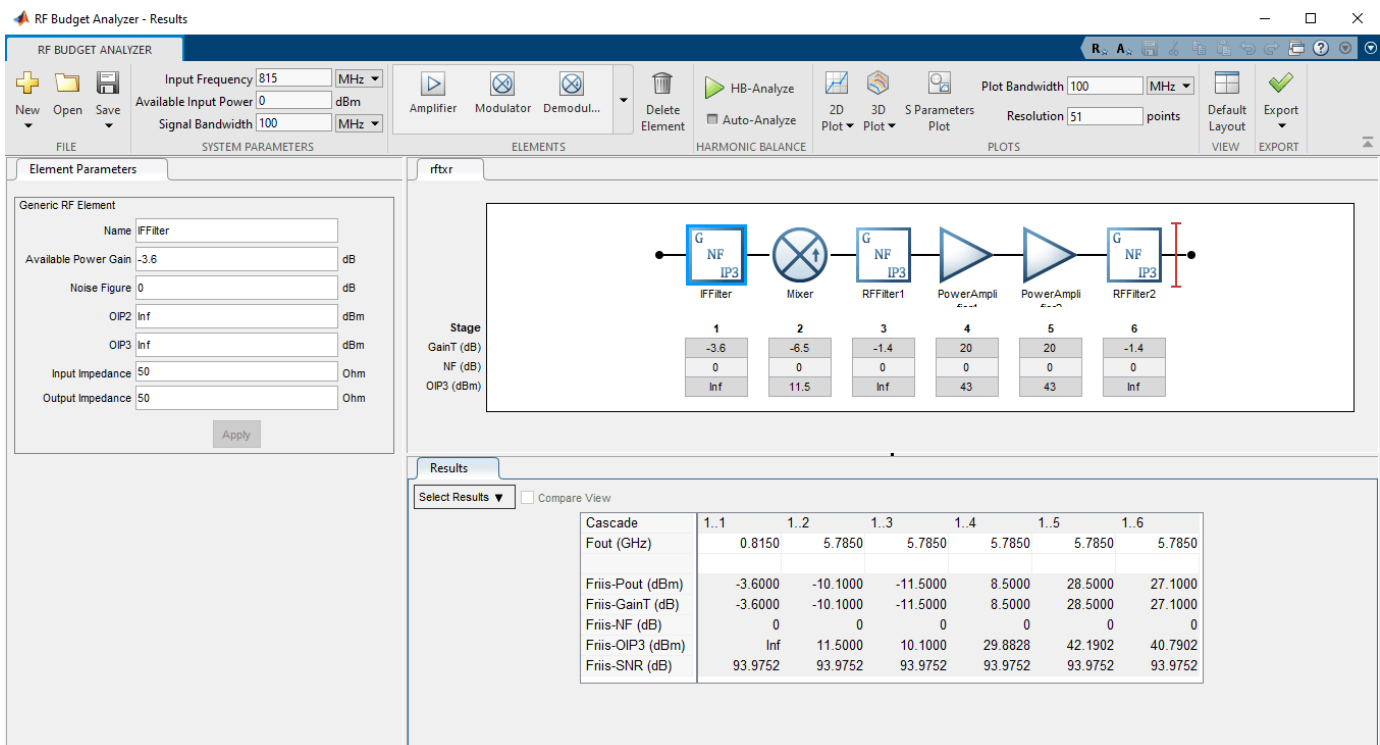 RF Budget Analyzer - Results
RF BUDGET ANALYZER
New
Open
Save
FILE
Input Frequency 815 MHz
Available Input Power 0 dBm
Signal Bandwidth 100 MHz
SYSTEM PARAMETERS
Amplifier Modulator Demodul...
ELEMENTS
Delete
Element
HB-Analyze
Auto-Analyze
HARMONIC BALANCE
2D
Plot
3D
Plot
S Parameters
Plot
Plot Bandwidth 100 MHz
Resolution 51 points
PLOTS
Default
Layout
VIEW
Export
EXPORT
Element Parameters
Generic RF Element
Name IFFilter
Available Power Gain -3.6 dB
Noise Figure 0 dB
OIP2 Inf dBm
OIP3 Inf dBm
Input Impedance 50 Ohm
Output Impedance 50 Ohm
Apply
rftxr
G NF IP3
G NF IP3
G NF IP3
IFFilter Mixer RFFilter1 PowerAmpli PowerAmpli RFFilter2
Stage 1 2 3 4 5 6
GainT (dB) -3.6 -6.5 -1.4 20 20 -1.4
NF (dB) 0 0 0 0 0 0
OIP3 (dBm) Inf 11.5 Inf 43 43 Inf
Results
Select Results ▼ Compare View
Cascade 1..1 1..2 1..3 1..4 1..5 1..6
Fout (GHz) 0.8150 5.7850 5.7850 5.7850 5.7850 5.7850
Friis-Pout (dBm) -3.6000 -10.1000 -11.5000 8.5000 28.5000 27.1000
Friis-GainT (dB) -3.6000 -10.1000 -11.5000 8.5000 28.5000 27.1000
Friis-NF (dB) 0 0 0 0 0 0
Friis-OIP3 (dBm) Inf 11.5000 10.1000 29.8828 42.1902 40.7902
Friis-SNR (dB) 93.9752 93.9752 93.9752 93.9752 93.9752 93.9752